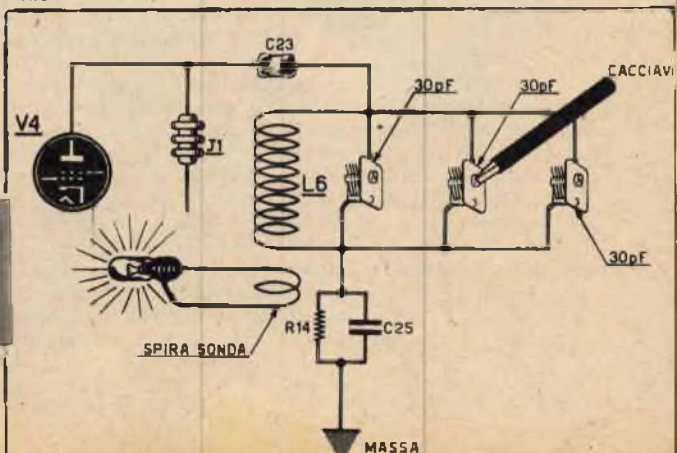 C23
30pF
30pF
CACCIAVI
V4
J1
L6
30pF
R14
C25
SPIRA SONDA
MASSA